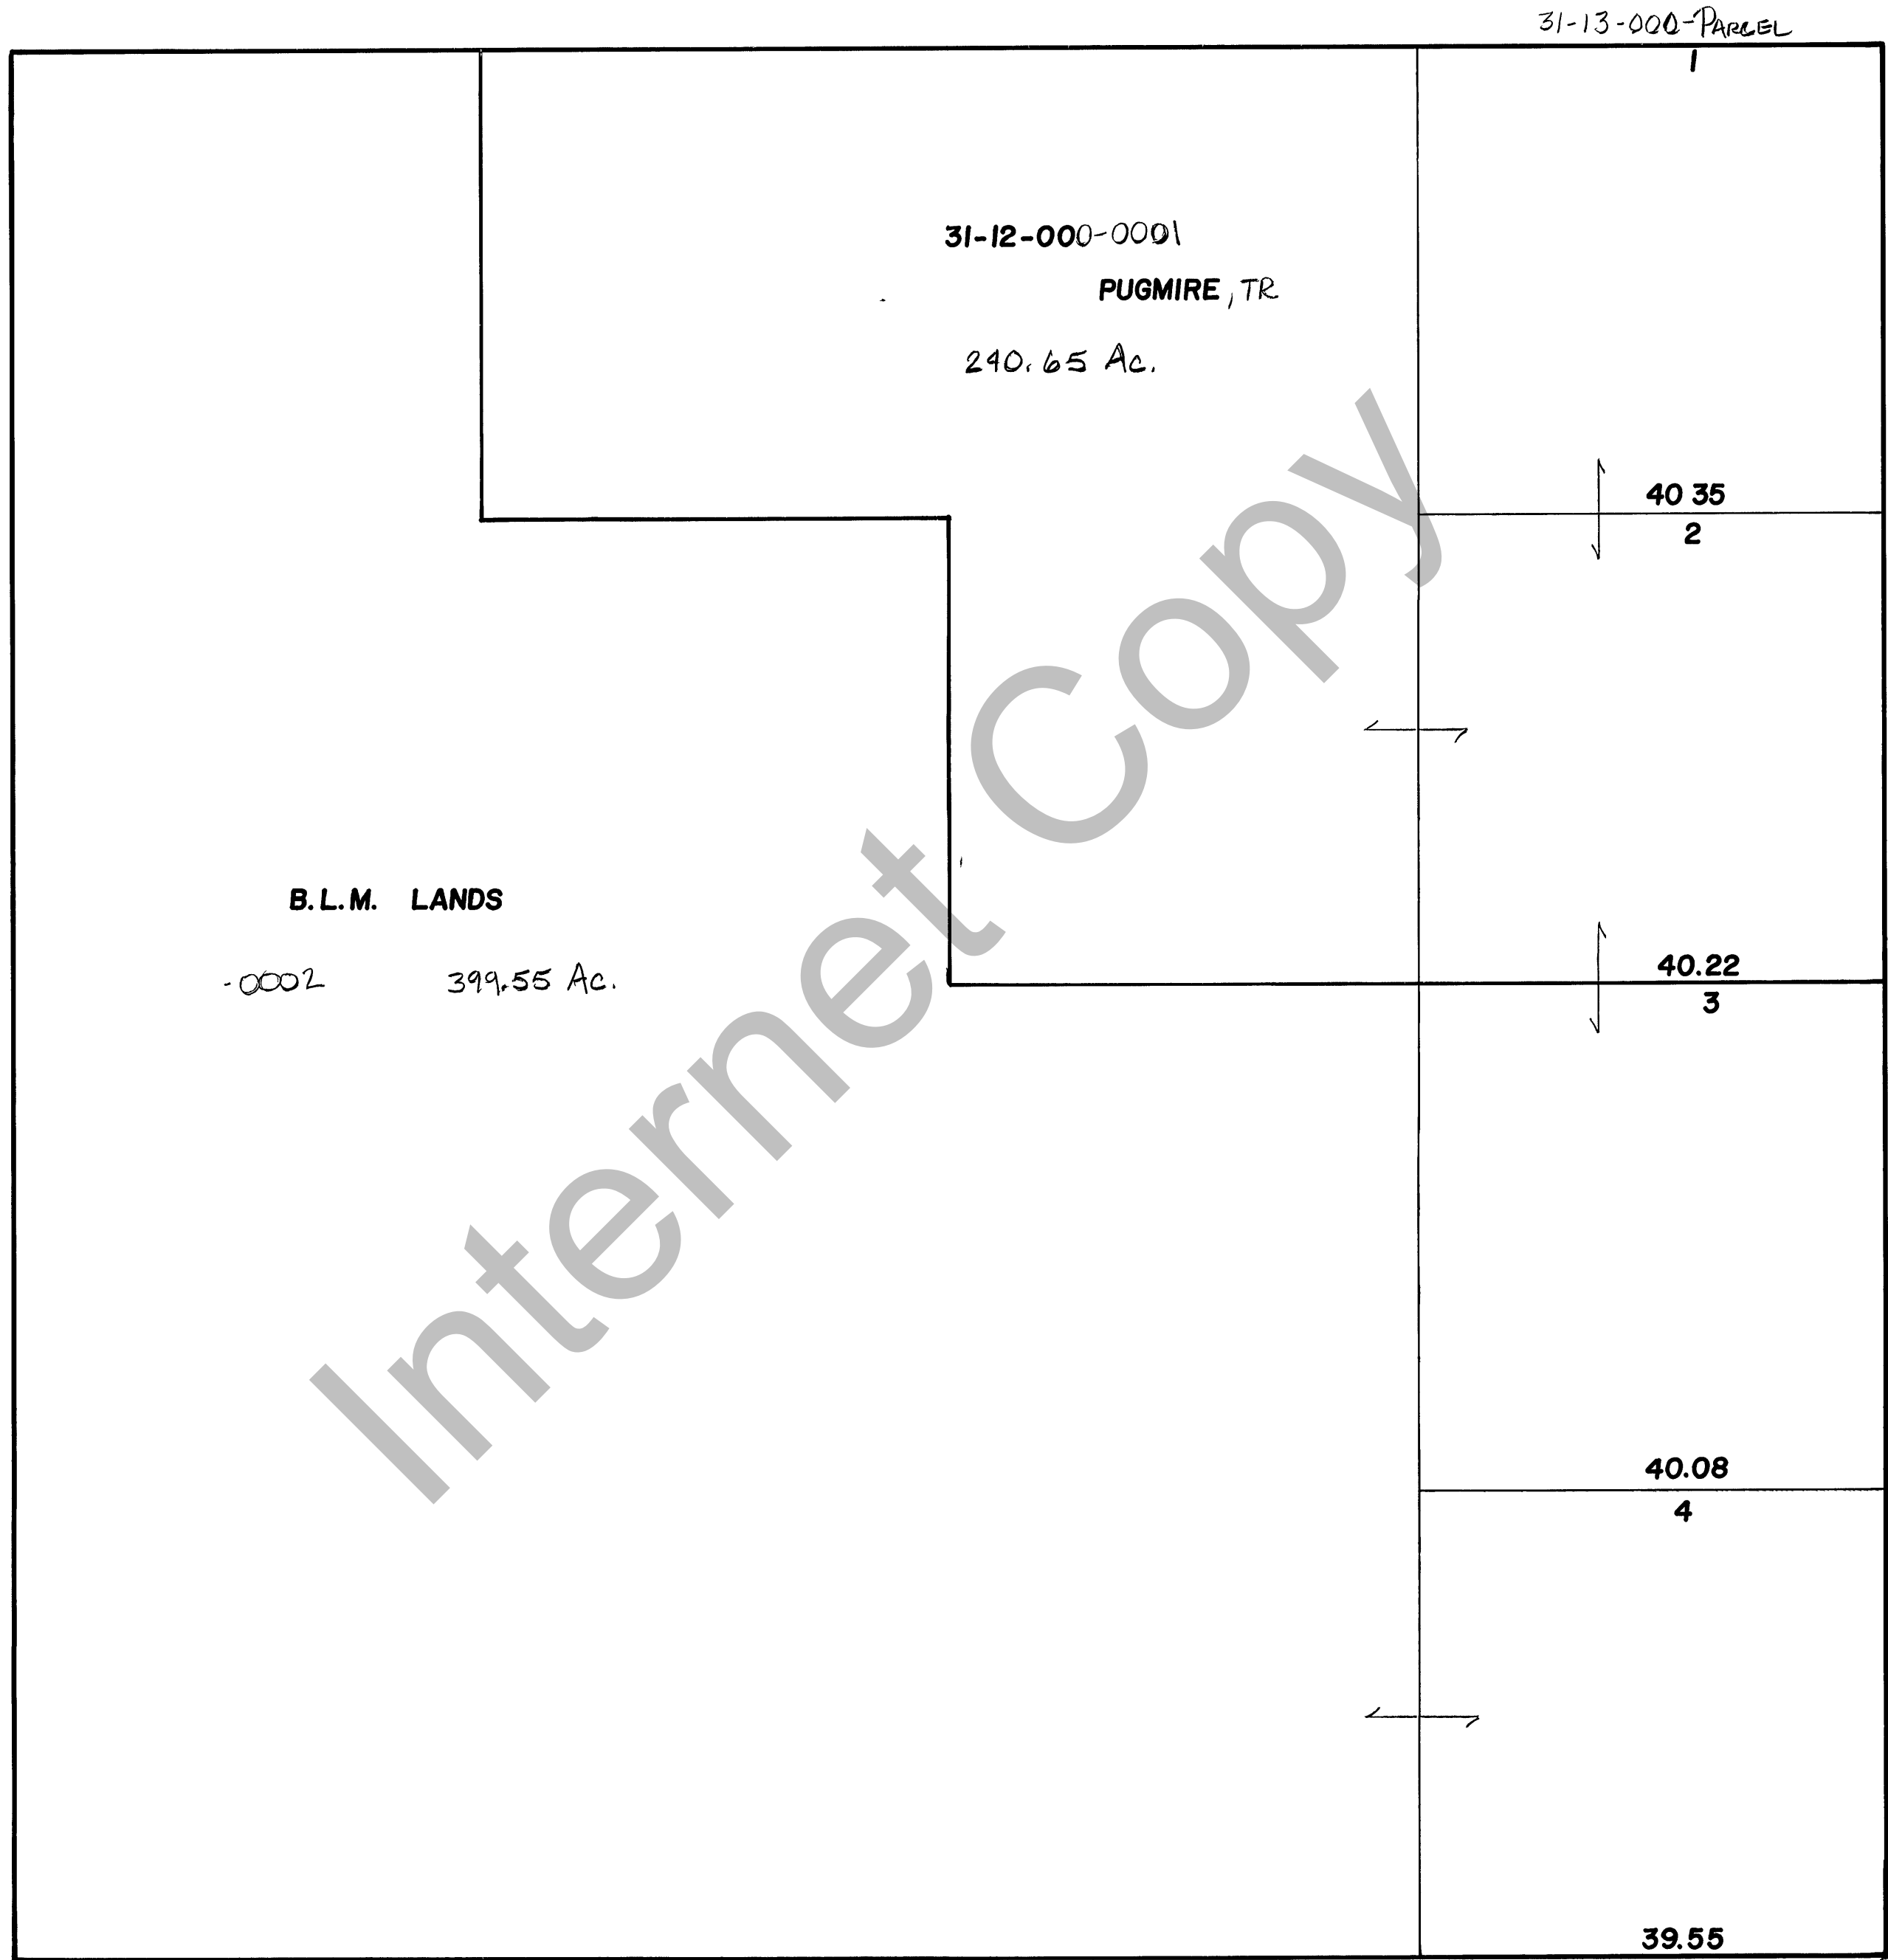 31-13-000-PARCEL
1
31-12-000-0001
PUGMIRE, TR
240.65 Ac.
40 35
2
B.L.M. LANDS
-0002 399.55 Ac.
40.22
3
40.08
4
39.55
Internet Copy